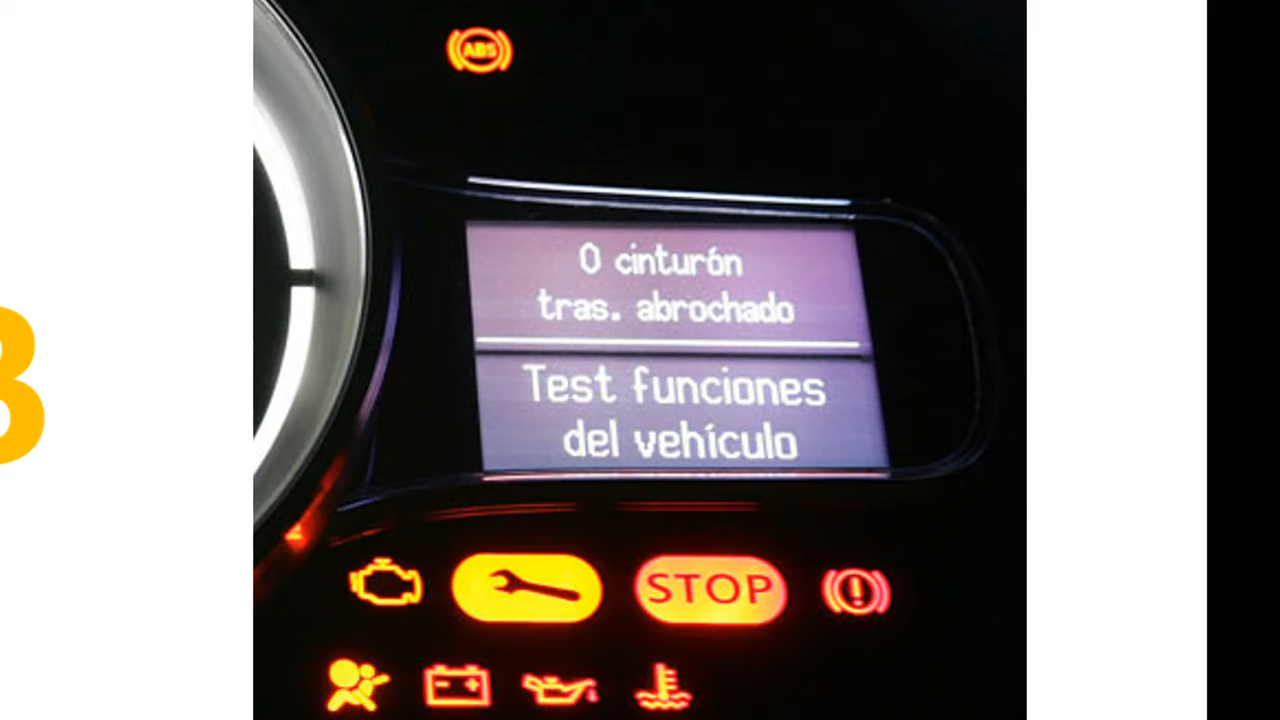 ABS
0 cinturón
tras. abrochado
Test funciones
del vehículo
STOP